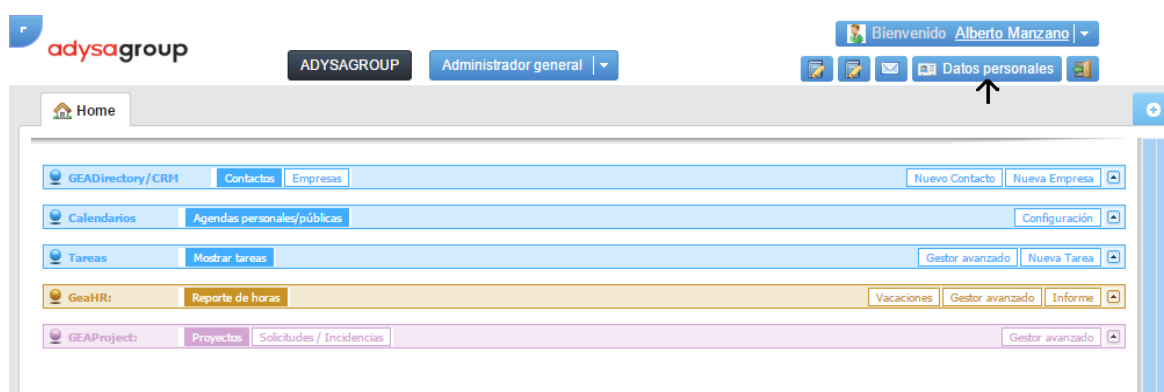 adysagroup
Bienvenido Alberto Manzano
ADYSAGROUP Administrador general
Datos personales
Home
GEADirectory/CRM Contactos Empresas Nuevo Contacto Nueva Empresa
Calendarios Agendas personales/públicas Configuración
Tareas Mostrar tareas Gestor avanzado Nueva Tarea
GeaHR: Reporte de horas Vacaciones Gestor avanzado Informe
GEAProject: Proyectos Solicitudes / Incidencias Gestor avanzado